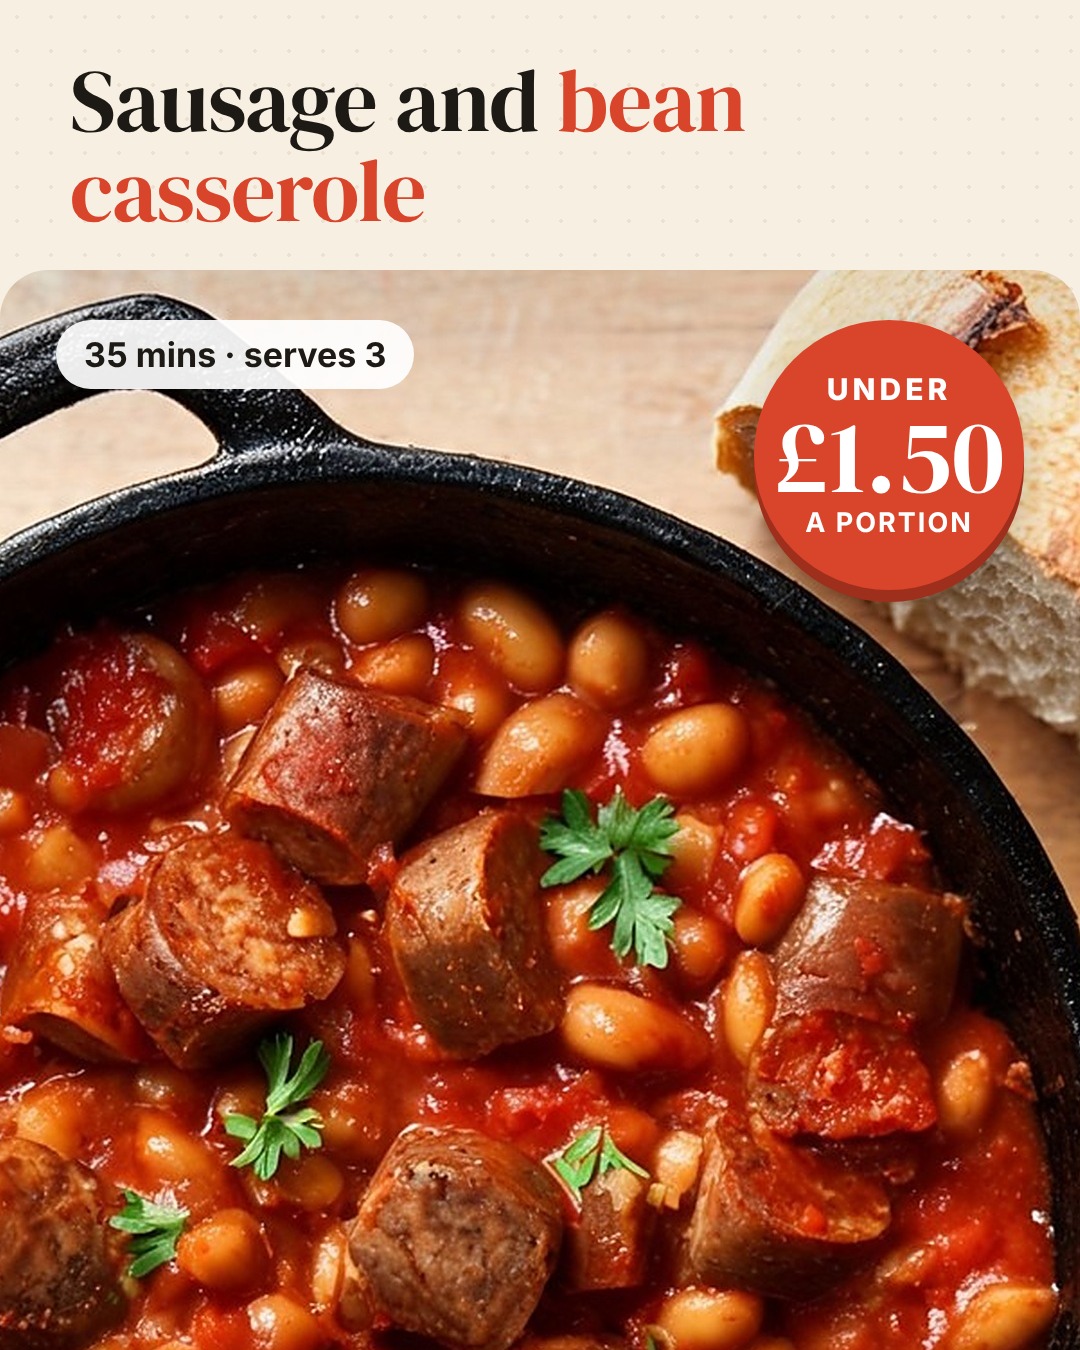 Sausage and bean
casserole
35 mins · serves 3
UNDER
£1.50
A PORTION